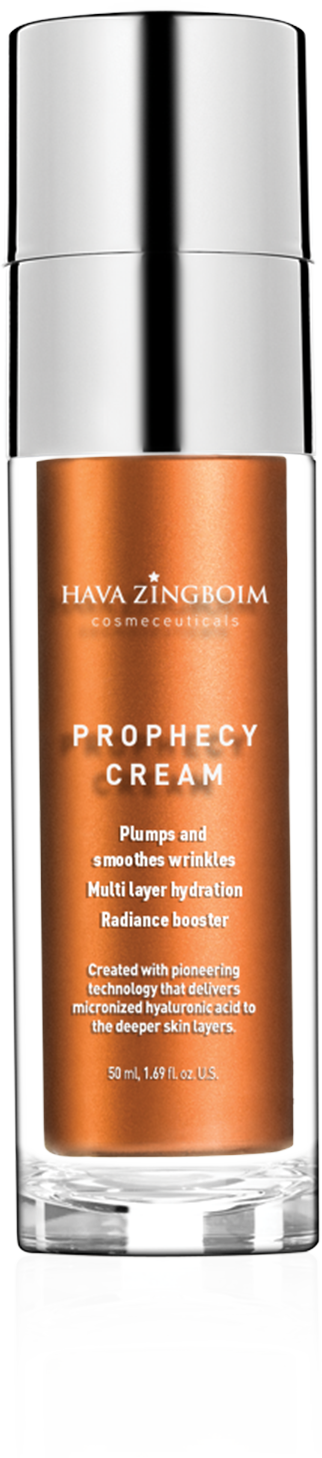 HAVA ZINGBOIM
cosmeceuticals
PROPHECY
CREAM
Plumps and
smoothes wrinkles
Multi layer hydration
Radiance booster
Created with pioneering
technology that delivers
micronized hyaluronic acid to
the deeper skin layers.
50 ml, 1.69 fl. oz. U.S.